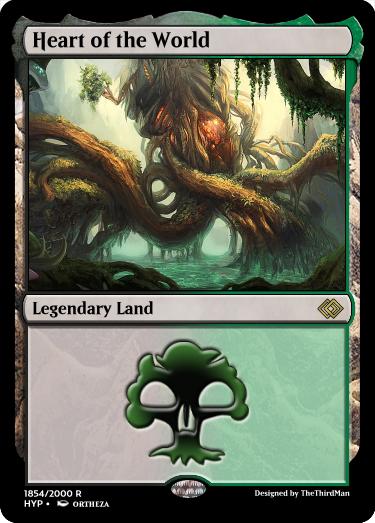 Heart of the World
Legendary Land
1854/2000 R
HYP • ORTHEZA
Designed by TheThirdMan